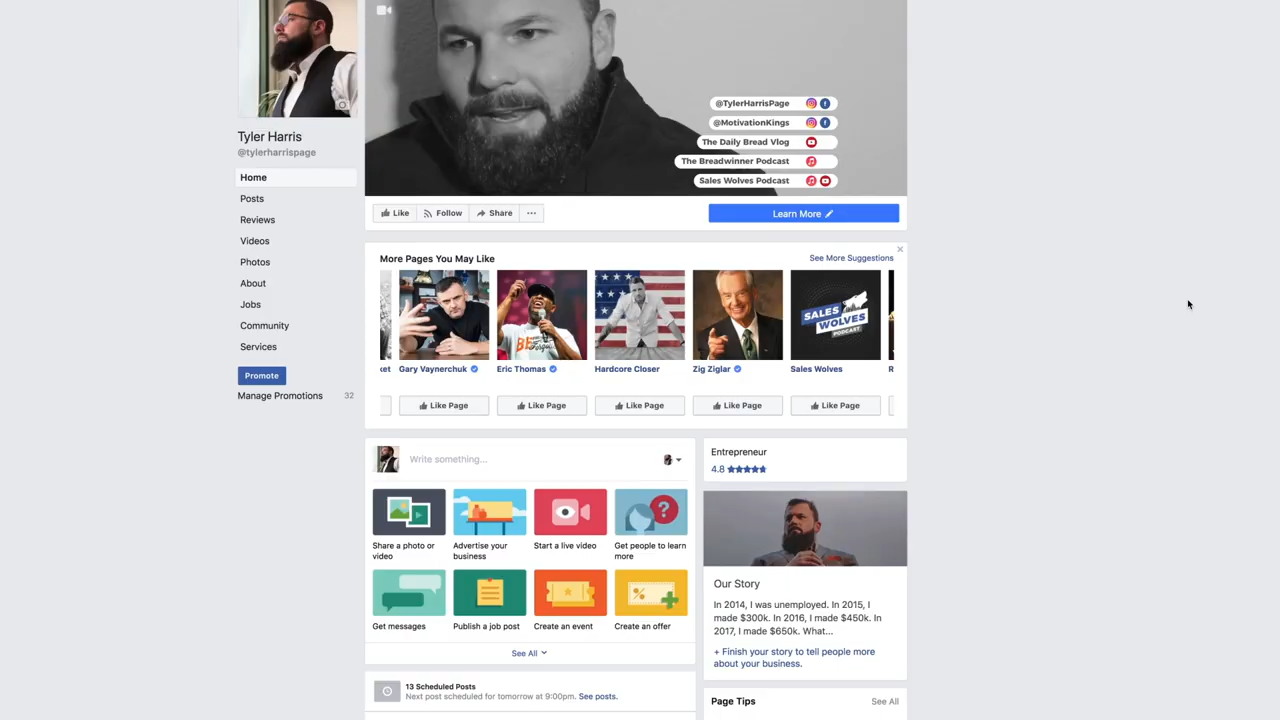 @TylerHarrisPage
@MotivationKings
The Daily Bread Vlog
The Breadwinner Podcast
Sales Wolves Podcast
Tyler Harris
@tylerharrispage
Home
Posts
Reviews
Videos
Photos
About
Jobs
Community
Services
Promote
Manage Promotions 32
Like Follow Share ...
Learn More
More Pages You May Like
See More Suggestions
SALES
WOLVES
PODCAST
ket Gary Vaynerchuk Eric Thomas Hardcore Closer Zig Ziglar Sales Wolves R
Like Page Like Page Like Page Like Page Like Page
Write something...
Share a photo or
video
Advertise your
business
Start a live video
Get people to learn
more
Get messages
Publish a job post
Create an event
Create an offer
See All
13 Scheduled Posts
Next post scheduled for tomorrow at 9:00pm. See posts.
Entrepreneur
4.8
Our Story
In 2014, I was unemployed. In 2015, I
made $300k. In 2016, I made $450k. In
2017, I made $650k. What...
+ Finish your story to tell people more
about your business.
Page Tips See All